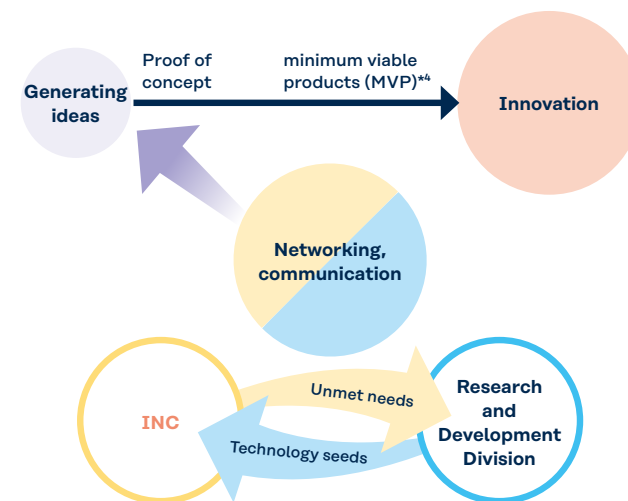 Generating
ideas
Proof of
concept
minimum viable
products (MVP)*4
Innovation
Networking,
communication
INC
Unmet needs
Technology seeds
Research
and
Development
Division